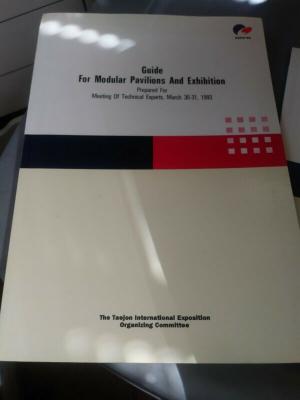 Guide
For Modular Pavilions And Exhibition
Prepared For
Meeting Of Technical Experts, March 30-31, 1993
The Taejon International Exposition
Organizing Committee